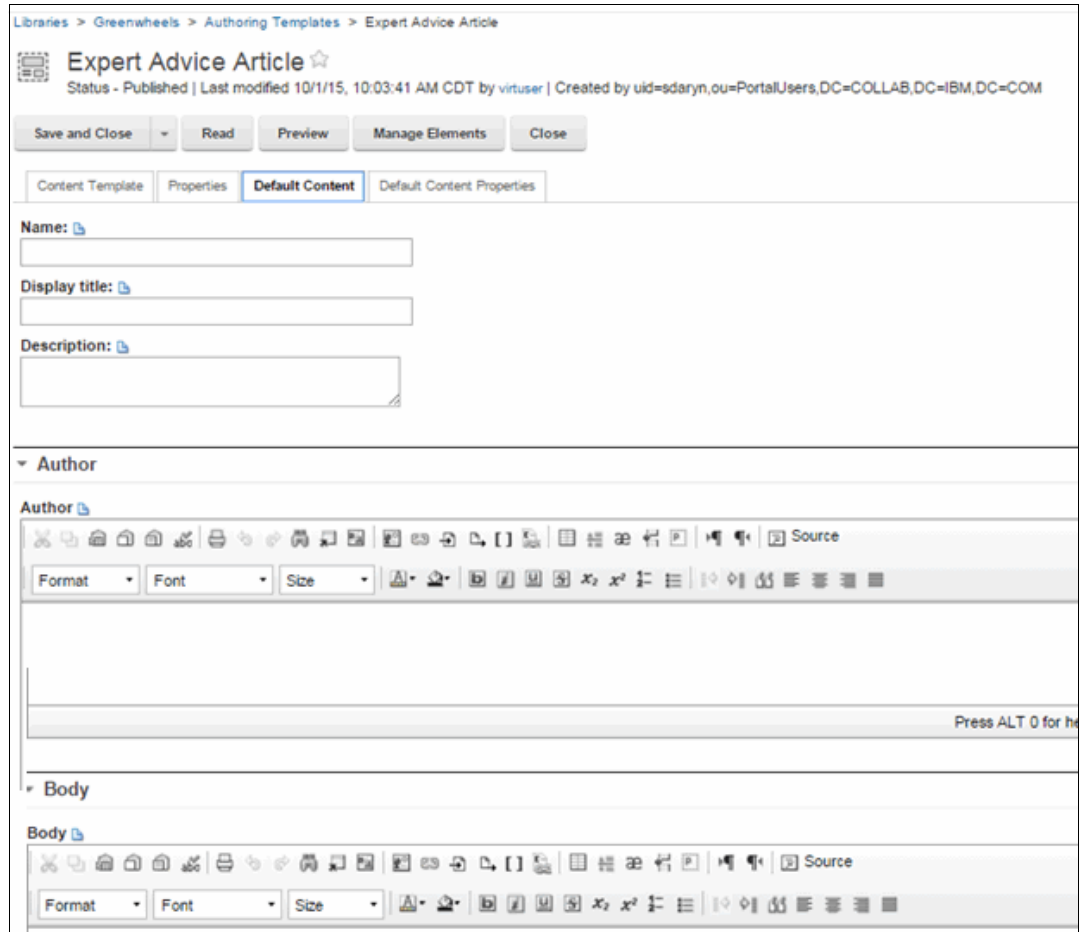 Libraries > Greenwheels > Authoring Templates > Expert Advice Article
Expert Advice Article
Status - Published | Last modified 10/1/15, 10:03:41 AM CDT by virtuser | Created by uid=sdaryn,ou=PortalUsers,DC=COLLAB,DC=IBM,DC=COM
Save and Close Read Preview Manage Elements Close
Content Template Properties Default Content Default Content Properties
Name:
Display title:
Description:
Author
Author
Source
Format Font Size
Press ALT 0 for he
Body
Body
Source
Format Font Size